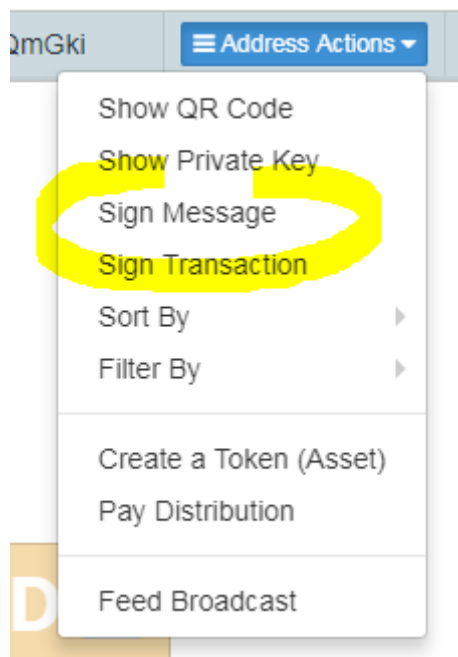 QmGki
Address Actions
Show QR Code
Show Private Key
Sign Message
Sign Transaction
Sort By
Filter By
Create a Token (Asset)
Pay Distribution
Feed Broadcast
D